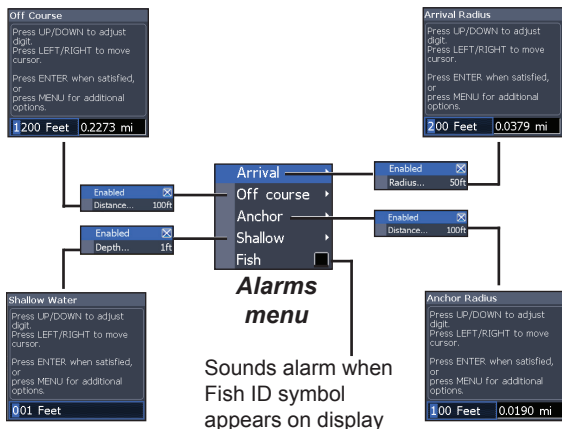 Off Course
Press UP/DOWN to adjust
digit.
Press LEFT/RIGHT to move
cursor.
Press ENTER when satisfied,
or
press MENU for additional
options.
1200 Feet 0.2273 mi
Arrival Radius
Press UP/DOWN to adjust
digit.
Press LEFT/RIGHT to move
cursor.
Press ENTER when satisfied,
or
press MENU for additional
options.
200 Feet 0.0379 mi
Enabled
Distance... 100ft
Enabled
Depth... 1ft
Arrival
Off course
Anchor
Shallow
Fish
Enabled
Radius... 50ft
Enabled
Distance... 100ft
Alarms
menu
Shallow Water
Press UP/DOWN to adjust
digit.
Press LEFT/RIGHT to move
cursor.
Press ENTER when satisfied,
or
press MENU for additional
options.
001 Feet
Sounds alarm when
Fish ID symbol
appears on display
Anchor Radius
Press UP/DOWN to adjust
digit.
Press LEFT/RIGHT to move
cursor.
Press ENTER when satisfied,
or
press MENU for additional
options.
100 Feet 0.0190 mi